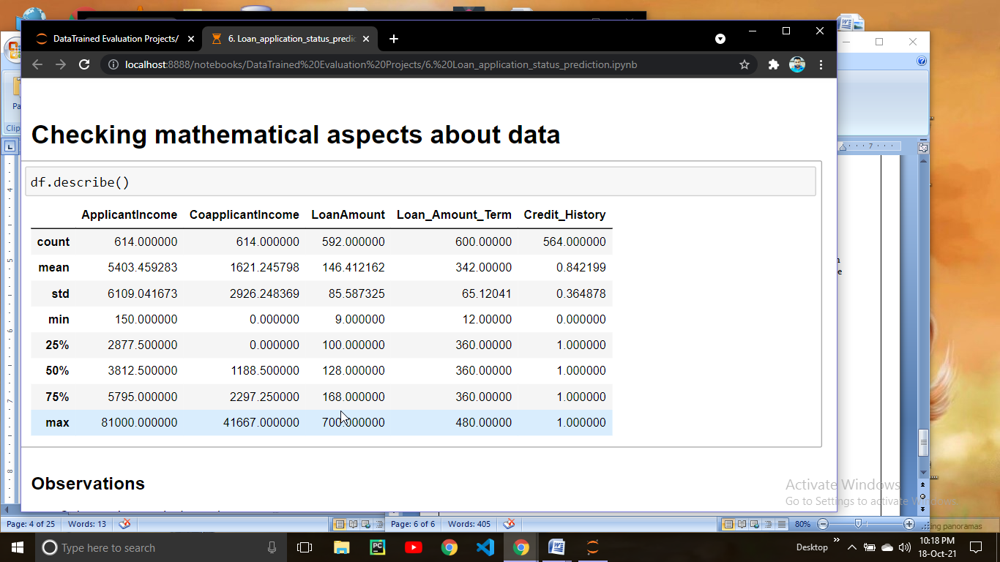 DataTrained Evaluation Projects/
6. Loan_application_status_predic
localhost:8888/notebooks/DataTrained%20Evaluation%20Projects/6.%20Loan_application_status_prediction.ipynb
Pa
Clip
7
Checking mathematical aspects about data
df.describe()
ApplicantIncome CoapplicantIncome LoanAmount Loan_Amount_Term Credit_History
count 614.000000 614.000000 592.000000 600.00000 564.000000
mean 5403.459283 1621.245798 146.412162 342.00000 0.842199
std 6109.041673 2926.248369 85.587325 65.12041 0.364878
min 150.000000 0.000000 9.000000 12.00000 0.000000
25% 2877.500000 0.000000 100.000000 360.00000 1.000000
50% 3812.500000 1188.500000 128.000000 360.00000 1.000000
75% 5795.000000 2297.250000 168.000000 360.00000 1.000000
max 81000.000000 41667.000000 700.000000 480.00000 1.000000
Observations
Activate Windows
Go to Settings to activate Windows.
Page: 4 of 25 Words: 13 Page: 6 of 6 Words: 405 80%
ing panoramas
Type here to search
Desktop
10:18 PM
18-Oct-21